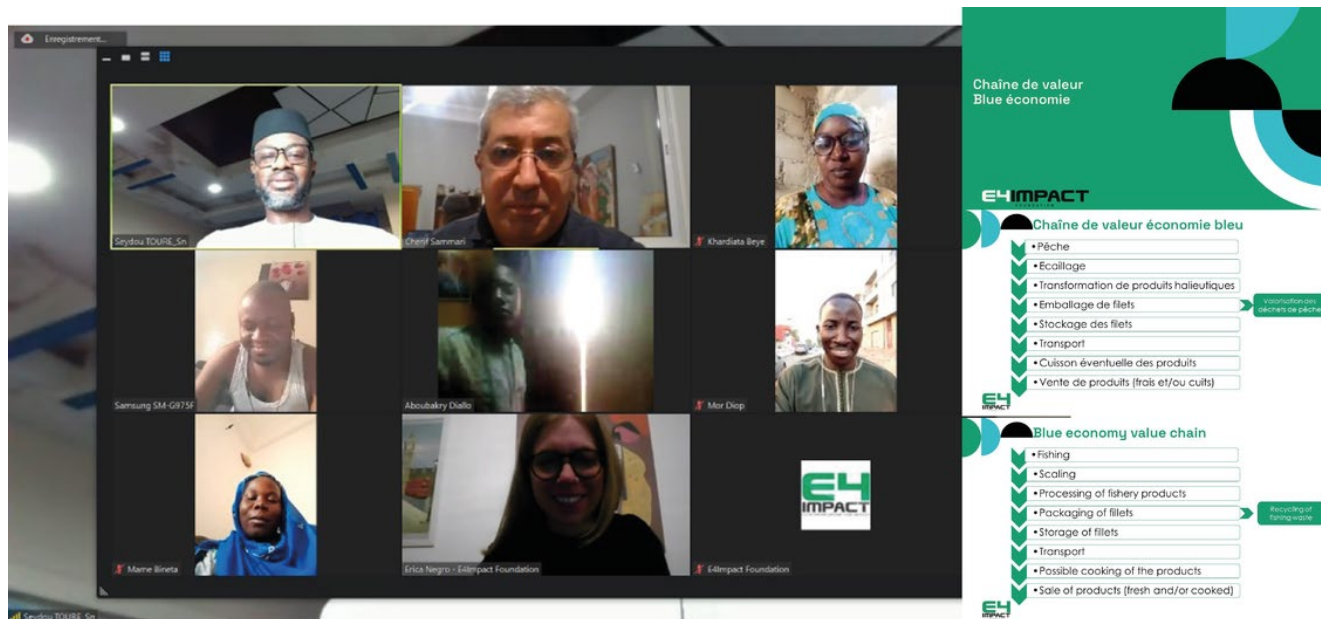 Enregistrement...
Seydou TOURE_Sn
Cherif Sammari
Khardiata Beye
Samsung SM-G975F
Aboubakry Diallo
Mor Diop
Mame Bineta
Erica Negro - E4Impact Foundation
E4
IMPACT
E4Impact Foundation
Seydou TOURE_Sn
Chaîne de valeur
Blue économie
E4IMPACT
FOUNDATION
Chaîne de valeur économie bleu
• Pêche
• Ecaillage
• Transformation de produits halieutiques
• Emballage de filets
• Stockage des filets
• Transport
• Cuisson éventuelle des produits
• Vente de produits (frais et/ou cuits)
Valorisation des
déchets de pêche
E4
IMPACT
Blue economy value chain
• Fishing
• Scaling
• Processing of fishery products
• Packaging of fillets
• Storage of fillets
• Transport
• Possible cooking of the products
• Sale of products (fresh and/or cooked)
Recycling of
fishing waste
E4
IMPACT